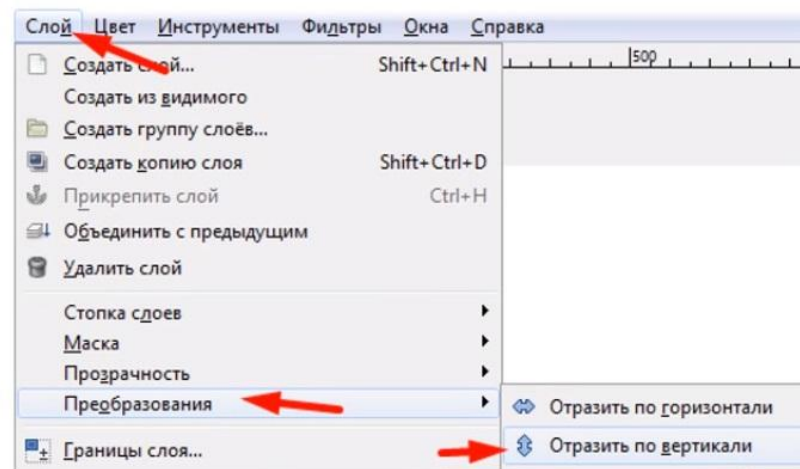 Слой Цвет Инструменты Фильтры Окна Справка
Создать слой... Shift+Ctrl+N
500
Создать из видимого
Создать группу слоёв...
Создать копию слоя Shift+Ctrl+D
Прикрепить слой Ctrl+H
Объединить с предыдущим
Удалить слой
Стопка слоев
Маска
Прозрачность
Преобразования
Отразить по горизонтали
Границы слоя...
Отразить по вертикали